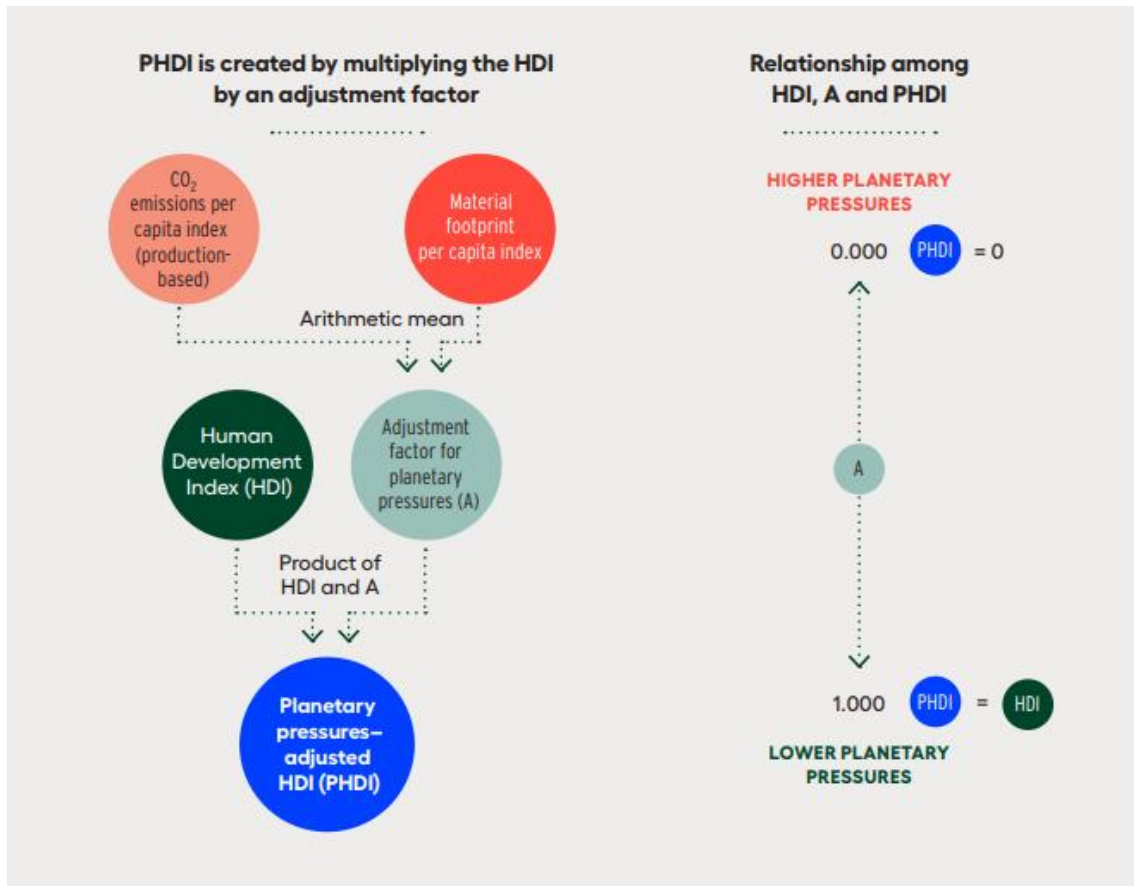 PHDI is created by multiplying the HDI
by an adjustment factor
CO₂
emissions per
capita index
(production-
based)
Material
footprint
per capita index
Arithmetic mean
Human
Development
Index (HDI)
Adjustment
factor for
planetary
pressures (A)
Product of
HDI and A
Planetary
pressures–
adjusted
HDI (PHDI)
Relationship among
HDI, A and PHDI
HIGHER PLANETARY
PRESSURES
0.000 PHDI = 0
A
1.000 PHDI = HDI
LOWER PLANETARY
PRESSURES